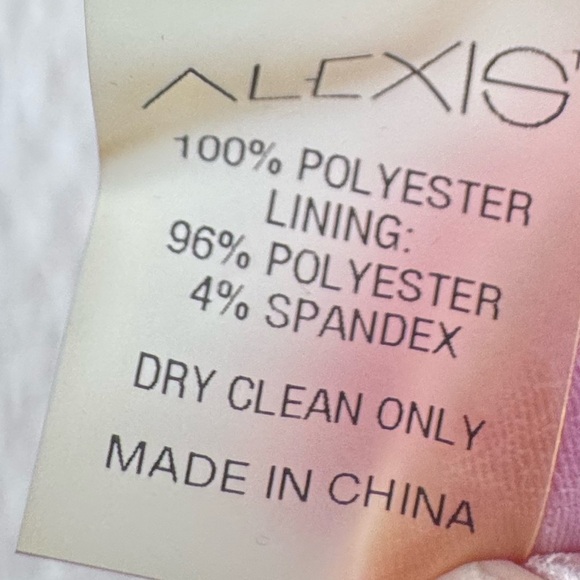 ALEXIS
100% POLYESTER
LINING:
96% POLYESTER
4% SPANDEX
DRY CLEAN ONLY
MADE IN CHINA